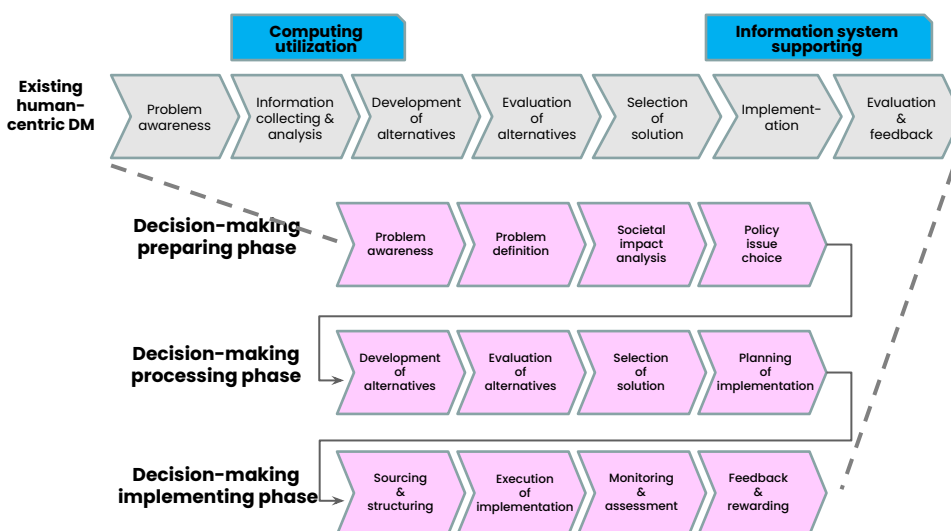 Computing
utilization
Information system
supporting
Existing
human-
centric DM
Problem
awareness
Information
collecting &
analysis
Development
of
alternatives
Evaluation
of
alternatives
Selection
of
solution
Implement-
ation
Evaluation
&
feedback
Decision-making
preparing phase
Problem
awareness
Problem
definition
Societal
impact
analysis
Policy
issue
choice
Decision-making
processing phase
Development
of
alternatives
Evaluation
of
alternatives
Selection
of
solution
Planning
of
implementation
Decision-making
implementing phase
Sourcing
&
structuring
Execution
of
implementation
Monitoring
&
assessment
Feedback
&
rewarding